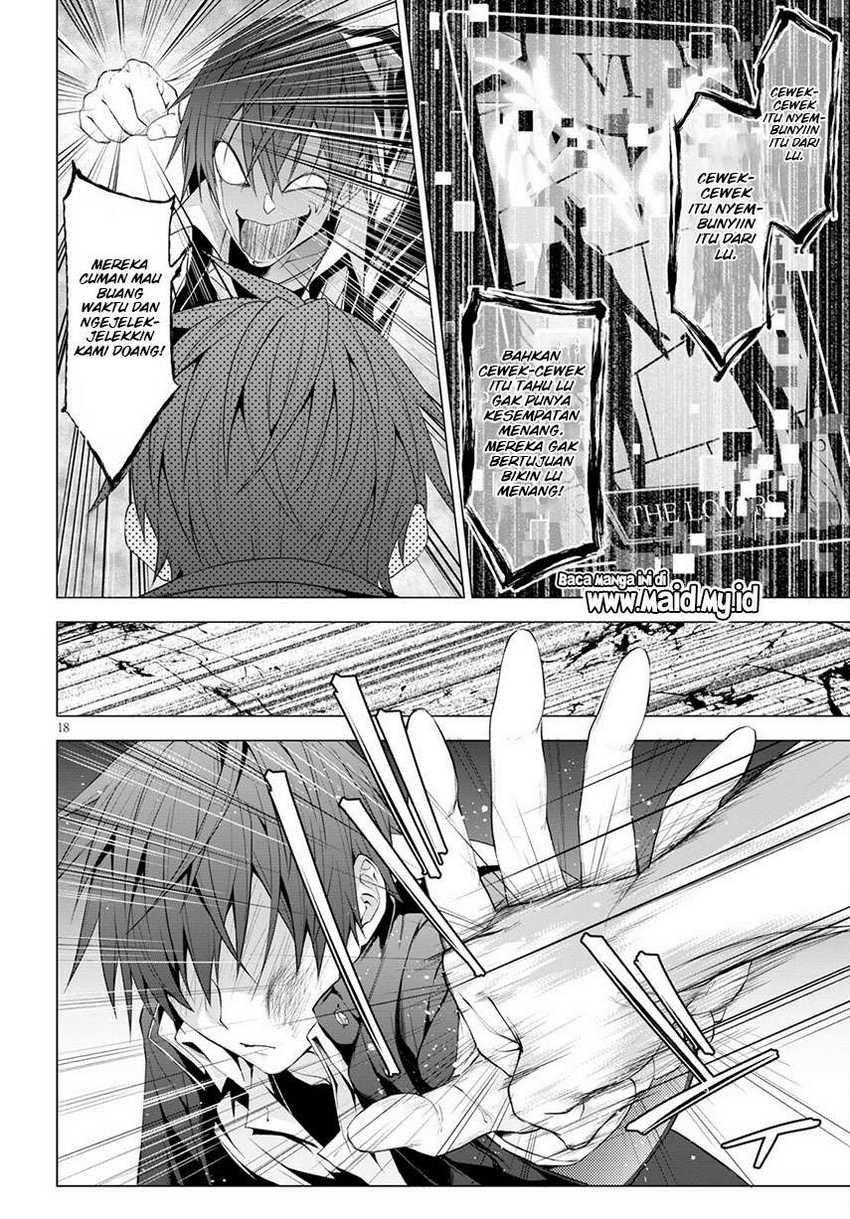 CEWEK-
CEWEK
ITU NYEM-
BUNYIIN
ITU DARI
LU.
CEWEK-
CEWEK
ITU NYEM-
BUNYIIN
ITU DARI
LU.
VI
BAHKAN
CEWEK-CEWEK
ITU TAHU LU
GAK PUNYA
KESEMPATAN
MENANG.
MEREKA GAK
BERTUJUAN
BIKIN LU
MENANG!
THE LOVERS
MEREKA
CUMAN MAU
BUANG
WAKTU DAN
NGEJELEK-
JELEKKIN
KAMI DOANG!
Baca manga ini di
www.Maid.My.id
18